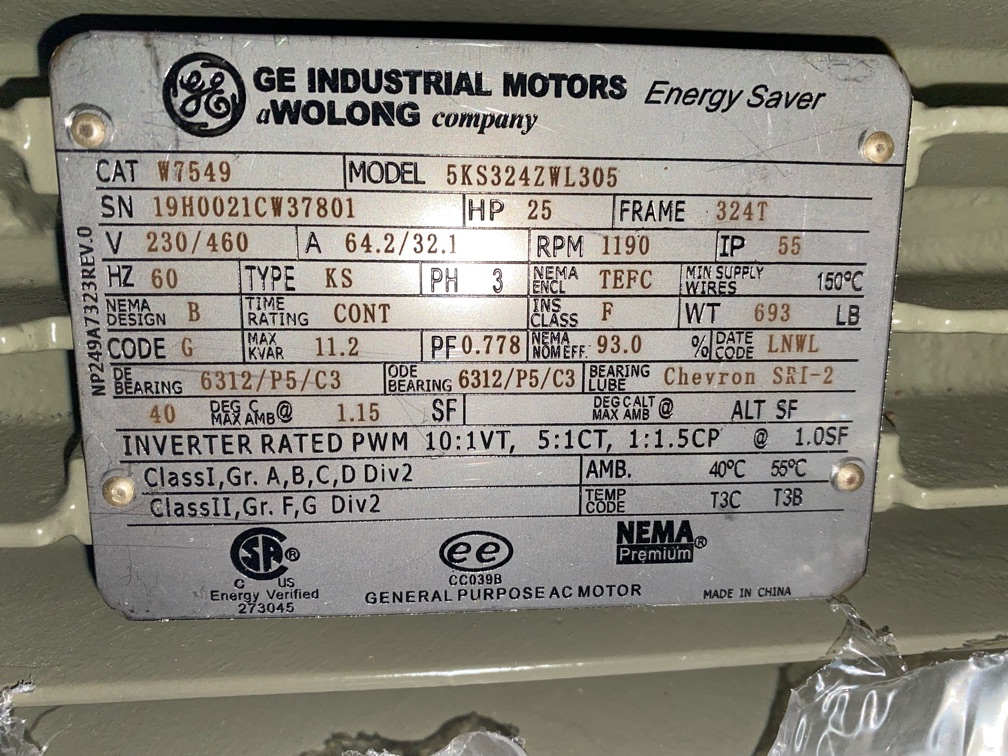 GE GE INDUSTRIAL MOTORS Energy Saver
a WOLONG company
CAT W7549 MODEL 5KS324ZWL305
SN 19H0021CW37801 HP 25 FRAME 324T
V 230/460 A 64.2/32.1 RPM 1190 IP 55
HZ 60 TYPE KS PH 3 NEMA ENCL TEFC MIN SUPPLY WIRES 150°C
NEMA DESIGN B TIME RATING CONT INS CLASS F WT 693 LB
CODE G MAX KVAR 11.2 PF 0.778 NEMA NOM EFF. 93.0 % DATE CODE LNWL
DE BEARING 6312/P5/C3 ODE BEARING 6312/P5/C3 BEARING LUBE Chevron SRI-2
40 DEG C MAX AMB @ 1.15 SF DEG C ALT MAX AMB @ ALT SF
INVERTER RATED PWM 10:1VT, 5:1CT, 1:1.5CP @ 1.0SF
ClassI,Gr. A,B,C,D Div2 AMB. 40°C 55°C
ClassII,Gr. F,G Div2 TEMP CODE T3C T3B
NP249A7323REV.0
SA ®
C US
Energy Verified
273045
ee
CC039B
GENERAL PURPOSE AC MOTOR
NEMA
Premium ®
MADE IN CHINA